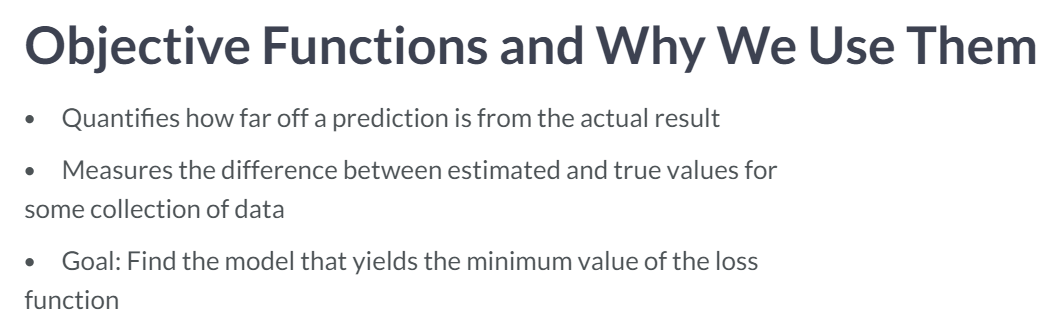 Objective Functions and Why We Use Them
• Quantifies how far off a prediction is from the actual result
• Measures the difference between estimated and true values for
some collection of data
• Goal: Find the model that yields the minimum value of the loss
function